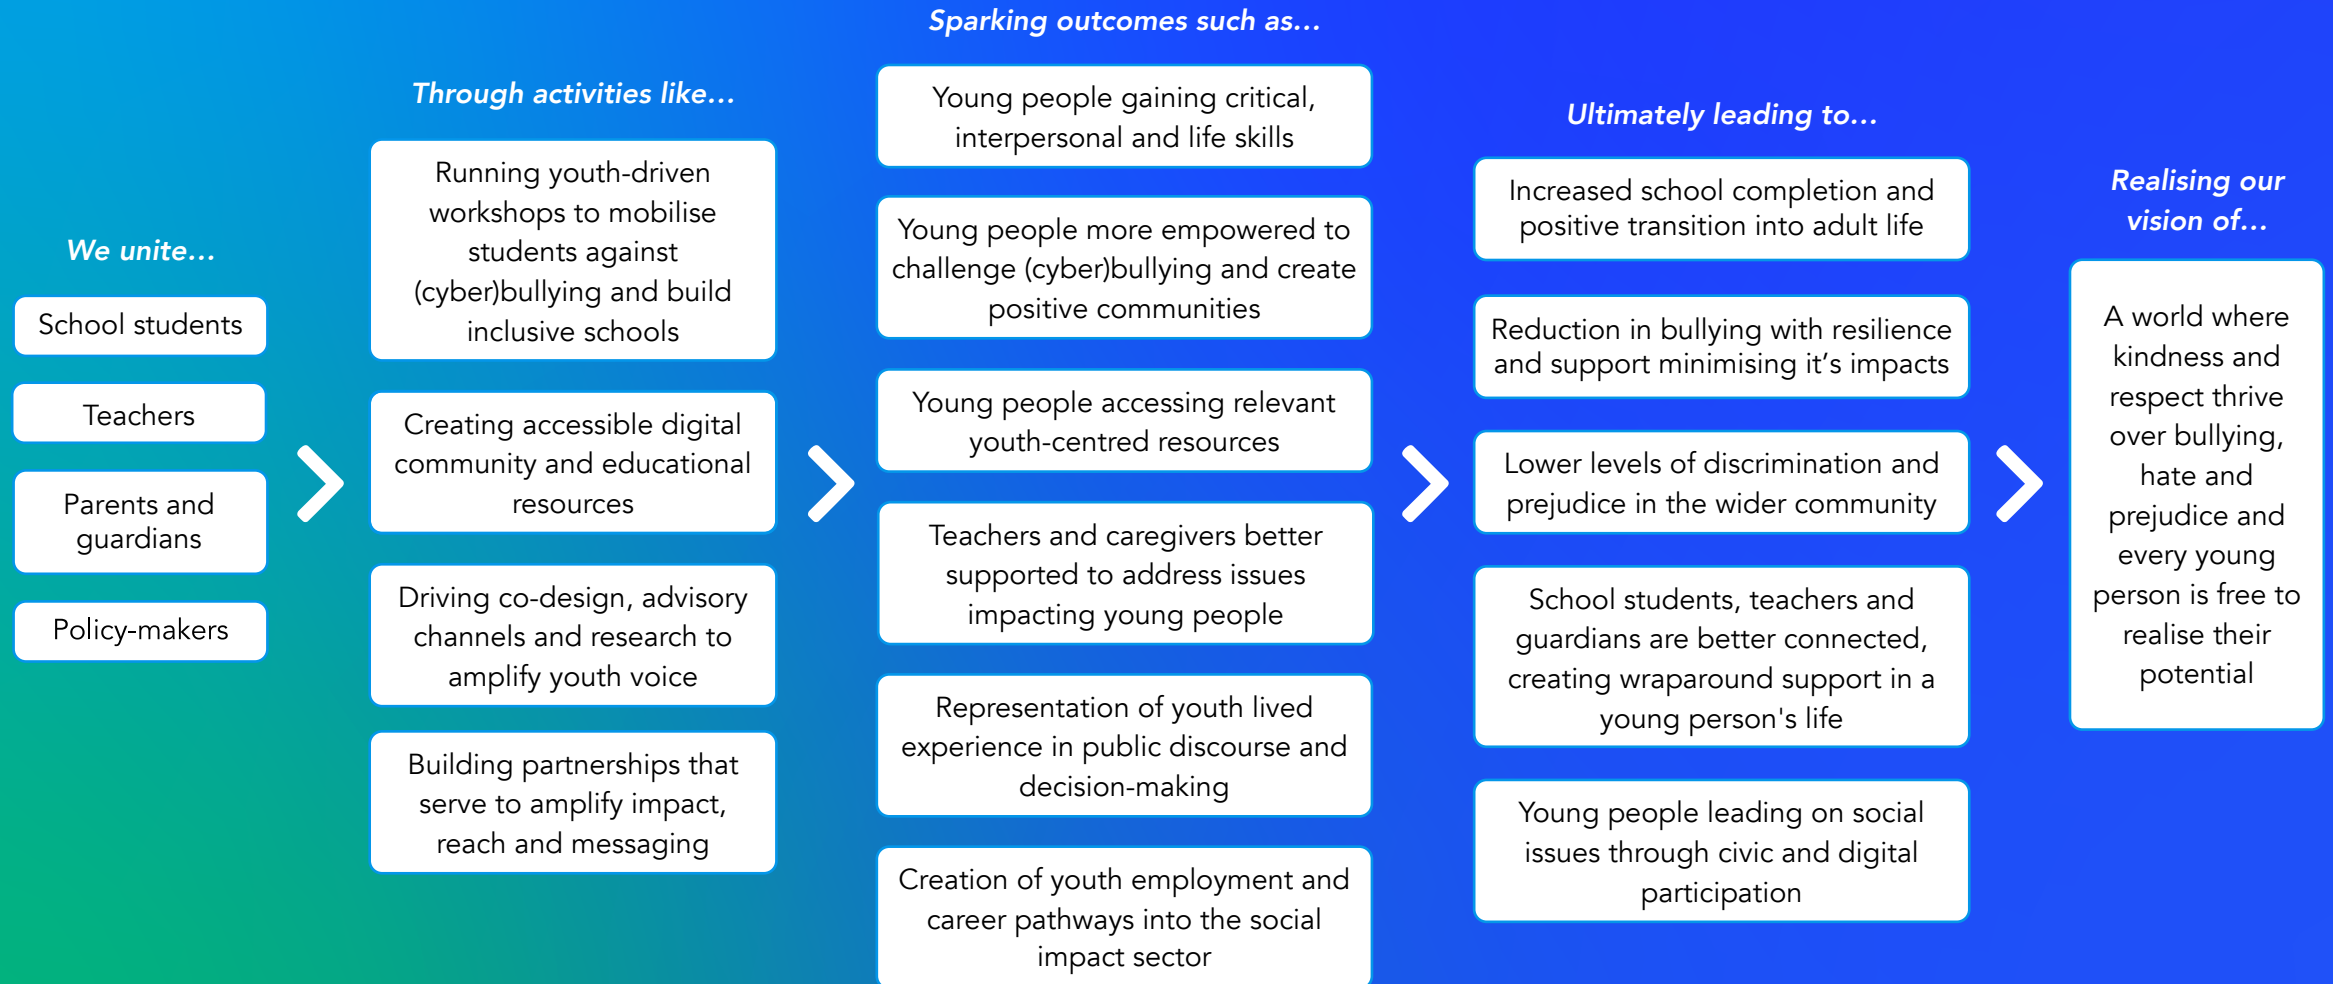 We unite...
School students
Teachers
Parents and
guardians
Policy-makers
Through activities like...
Running youth-driven
workshops to mobilise
students against
(cyber)bullying and build
inclusive schools
Creating accessible digital
community and educational
resources
Driving co-design, advisory
channels and research to
amplify youth voice
Building partnerships that
serve to amplify impact,
reach and messaging
Sparking outcomes such as...
Young people gaining critical,
interpersonal and life skills
Young people more empowered to
challenge (cyber)bullying and create
positive communities
Young people accessing relevant
youth-centred resources
Teachers and caregivers better
supported to address issues
impacting young people
Representation of youth lived
experience in public discourse and
decision-making
Creation of youth employment and
career pathways into the social
impact sector
Ultimately leading to...
Increased school completion and
positive transition into adult life
Reduction in bullying with resilience
and support minimising it’s impacts
Lower levels of discrimination and
prejudice in the wider community
School students, teachers and
guardians are better connected,
creating wraparound support in a
young person's life
Young people leading on social
issues through civic and digital
participation
Realising our
vision of...
A world where
kindness and
respect thrive
over bullying,
hate and
prejudice and
every young
person is free to
realise their
potential